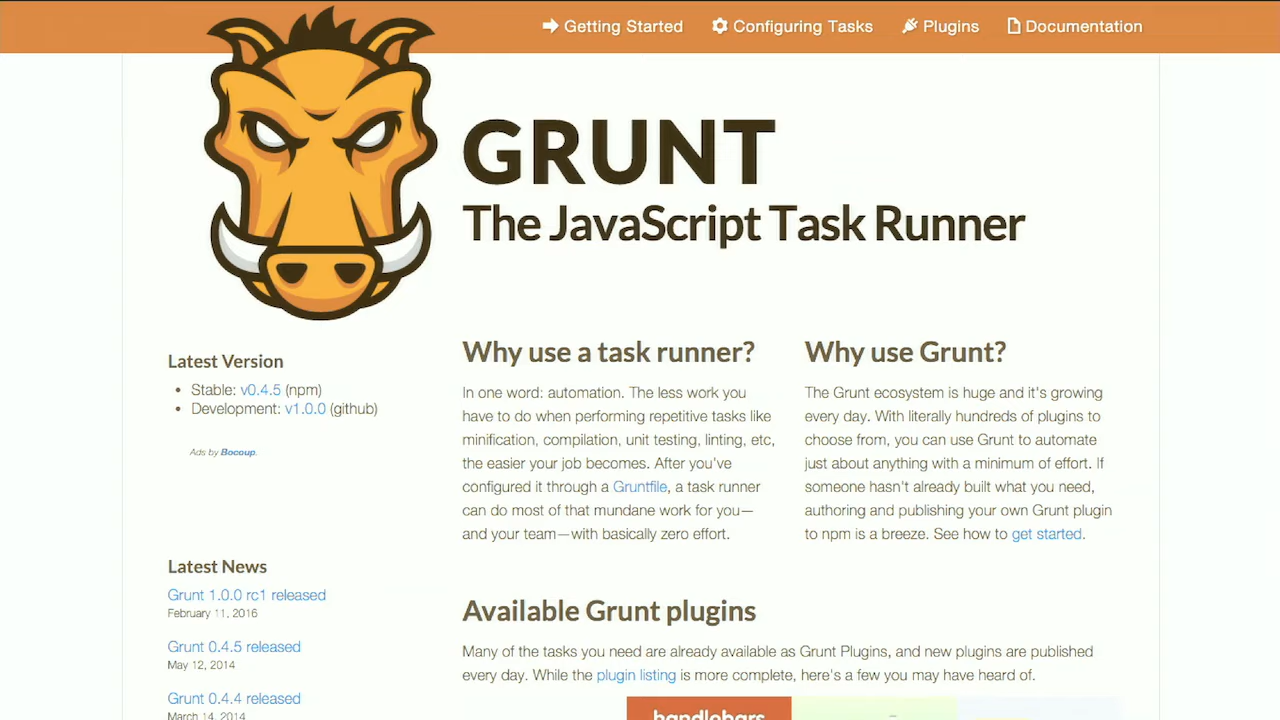 Getting Started
Configuring Tasks
Plugins
Documentation
GRUNT
The JavaScript Task Runner
Latest Version
Stable: v0.4.5 (npm)
Development: v1.0.0 (github)
Ads by Bocoup.
Latest News
Grunt 1.0.0 rc1 released
February 11, 2016
Grunt 0.4.5 released
May 12, 2014
Grunt 0.4.4 released
March 14, 2014
Why use a task runner?
In one word: automation. The less work you
have to do when performing repetitive tasks like
minification, compilation, unit testing, linting, etc,
the easier your job becomes. After you've
configured it through a Gruntfile, a task runner
can do most of that mundane work for you—
and your team—with basically zero effort.
Why use Grunt?
The Grunt ecosystem is huge and it's growing
every day. With literally hundreds of plugins to
choose from, you can use Grunt to automate
just about anything with a minimum of effort. If
someone hasn't already built what you need,
authoring and publishing your own Grunt plugin
to npm is a breeze. See how to get started.
Available Grunt plugins
Many of the tasks you need are already available as Grunt Plugins, and new plugins are published
every day. While the plugin listing is more complete, here's a few you may have heard of.
handlebars